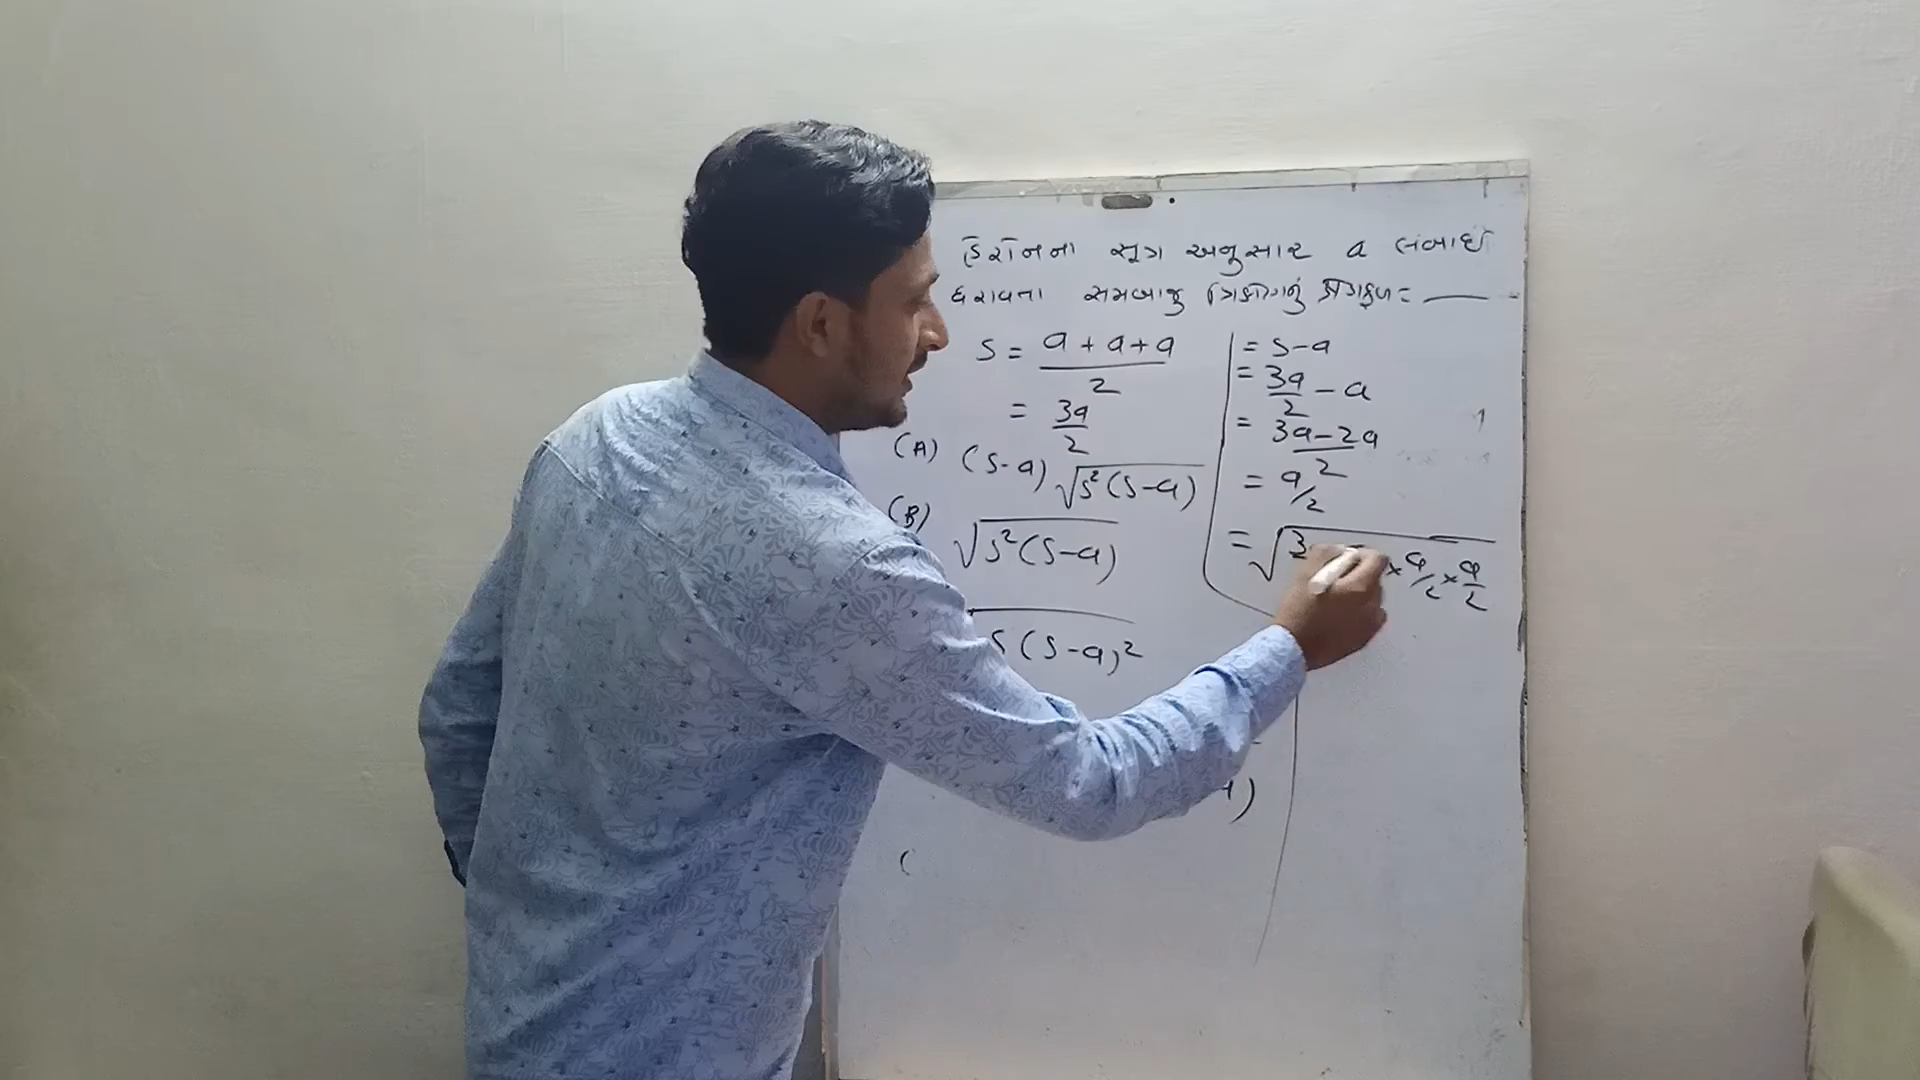 હેરોનના સૂત્ર અનુસાર a લંબાઈ
ધરાવતા સમબાજુ ત્રિકોણનું ક્ષેત્રફળ = ___
S = a + a + a / 2
= 3a / 2
(A) (S-a) √S²(S-a)
(B) √S²(S-a)
S(S-a)²
)
(
= S-a
= 3a/2 - a
= 3a-2a / 2
= a/2
= √3 × a/2 × a/2